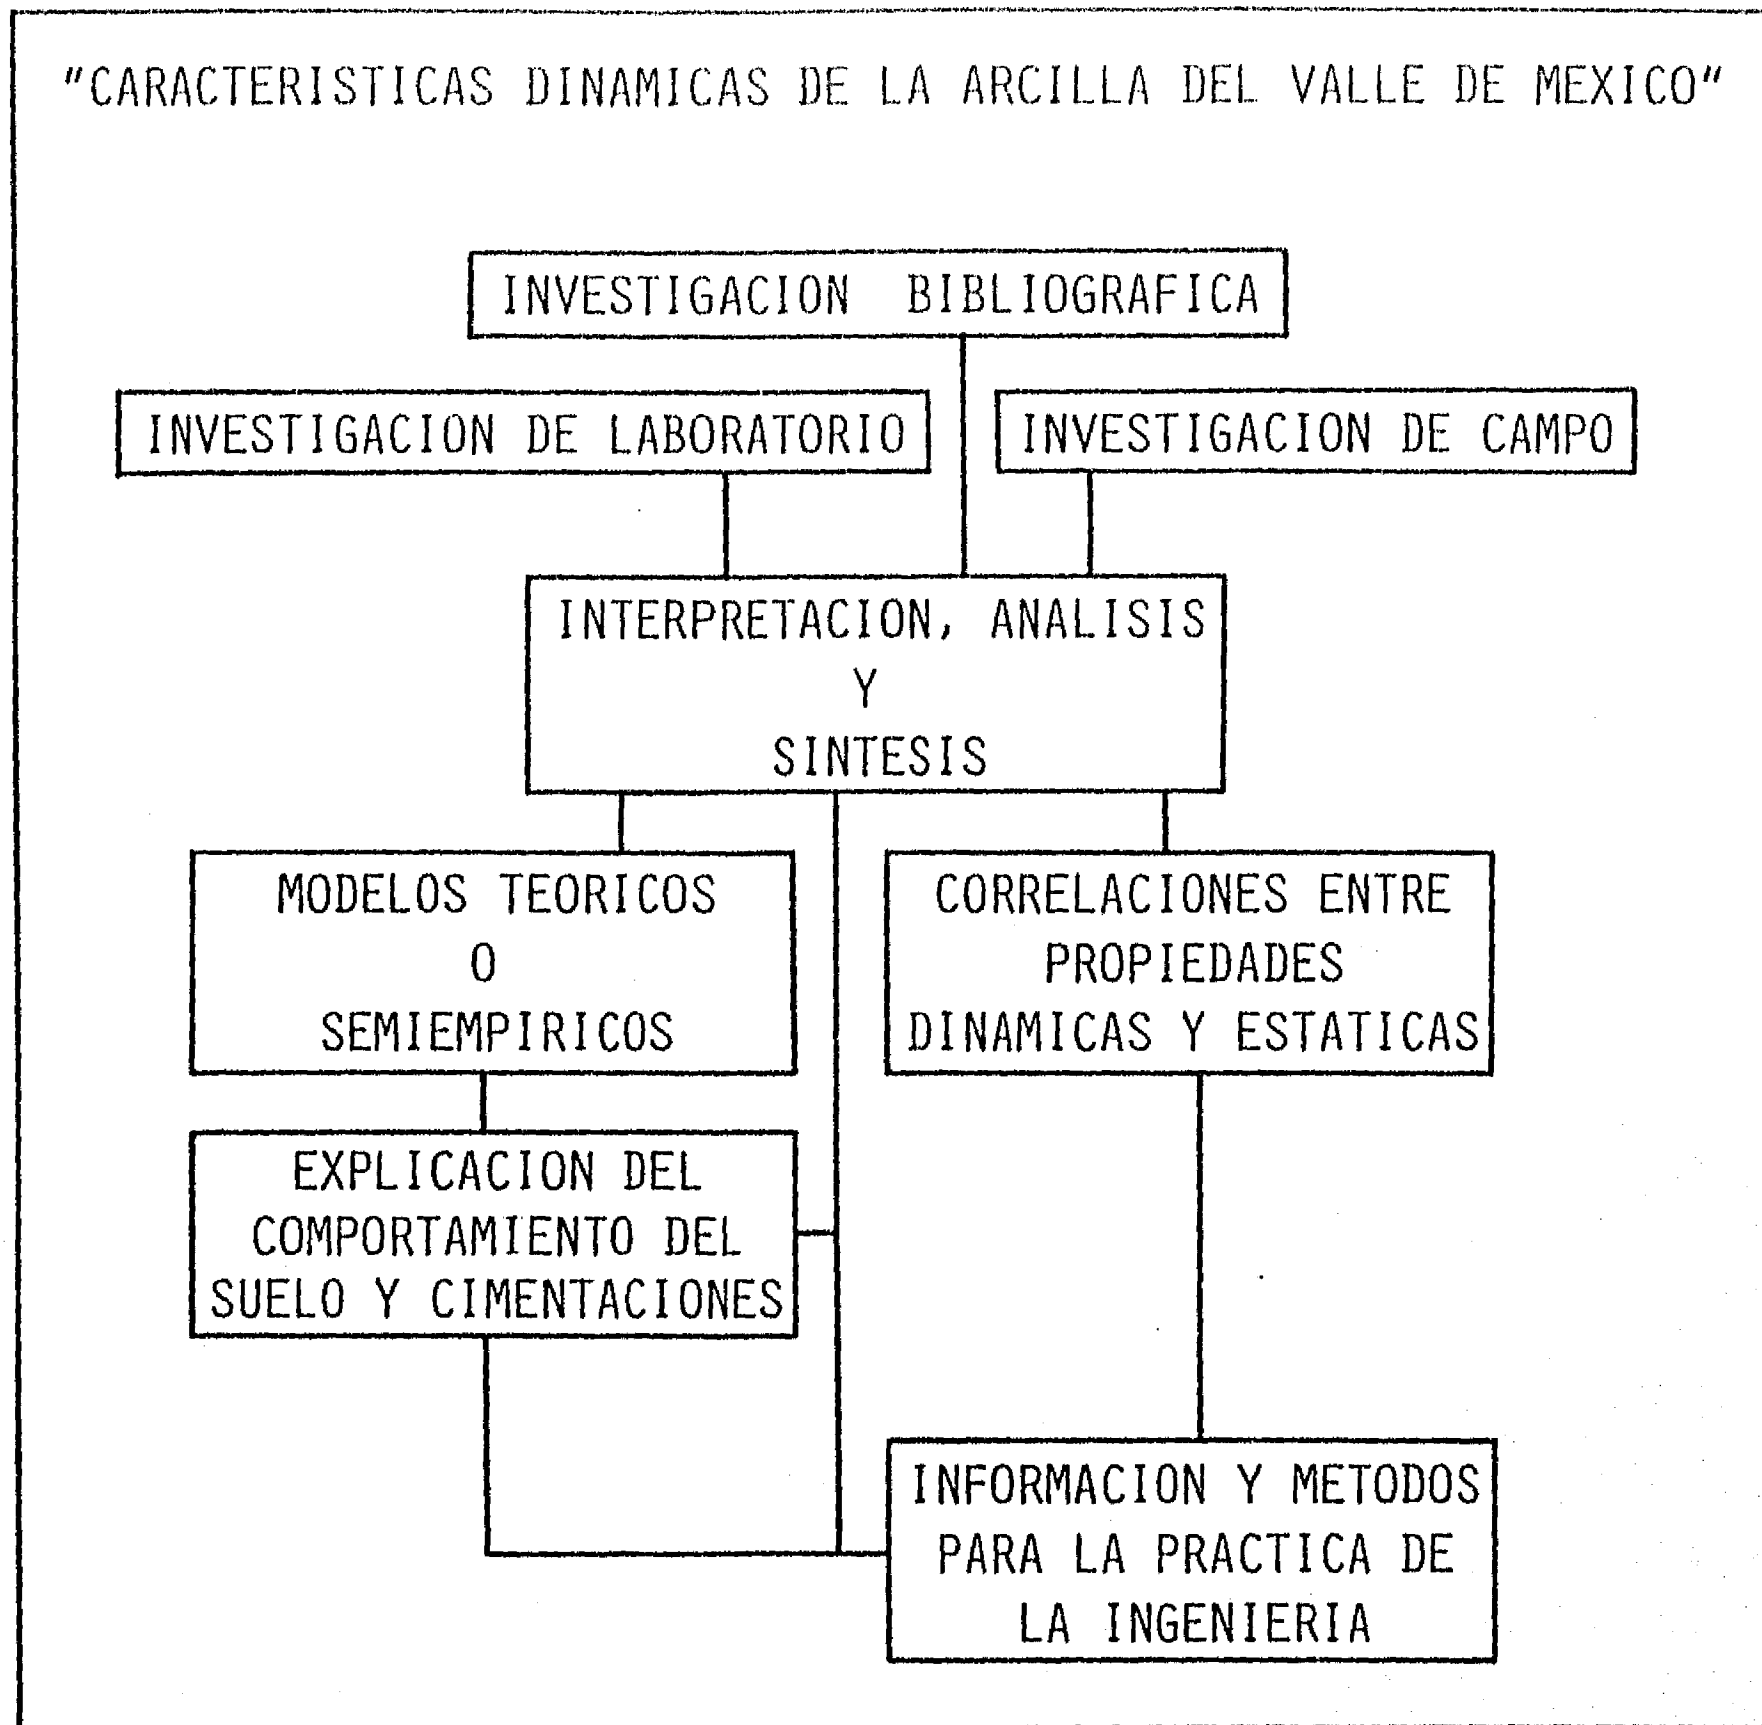 "CARACTERISTICAS DINAMICAS DE LA ARCILLA DEL VALLE DE MEXICO"
INVESTIGACION BIBLIOGRAFICA
INVESTIGACION DE LABORATORIO
INVESTIGACION DE CAMPO
INTERPRETACION, ANALISIS
Y
SINTESIS
MODELOS TEORICOS
O
SEMIEMPIRICOS
CORRELACIONES ENTRE
PROPIEDADES
DINAMICAS Y ESTATICAS
EXPLICACION DEL
COMPORTAMIENTO DEL
SUELO Y CIMENTACIONES
INFORMACION Y METODOS
PARA LA PRACTICA DE
LA INGENIERIA